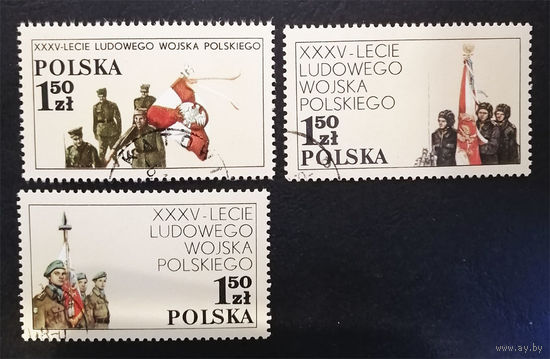 XXXV-LECIE LUDOWEGO WOJSKA POLSKIEGO
POLSKA
1 50 zł
XXXV-LECIE
LUDOWEGO
WOJSKA
POLSKIEGO
1 50 zł
POLSKA
XXXV-LECIE
LUDOWEGO
WOJSKA
POLSKIEGO
1 50 zł
POLSKA
www.ay.by